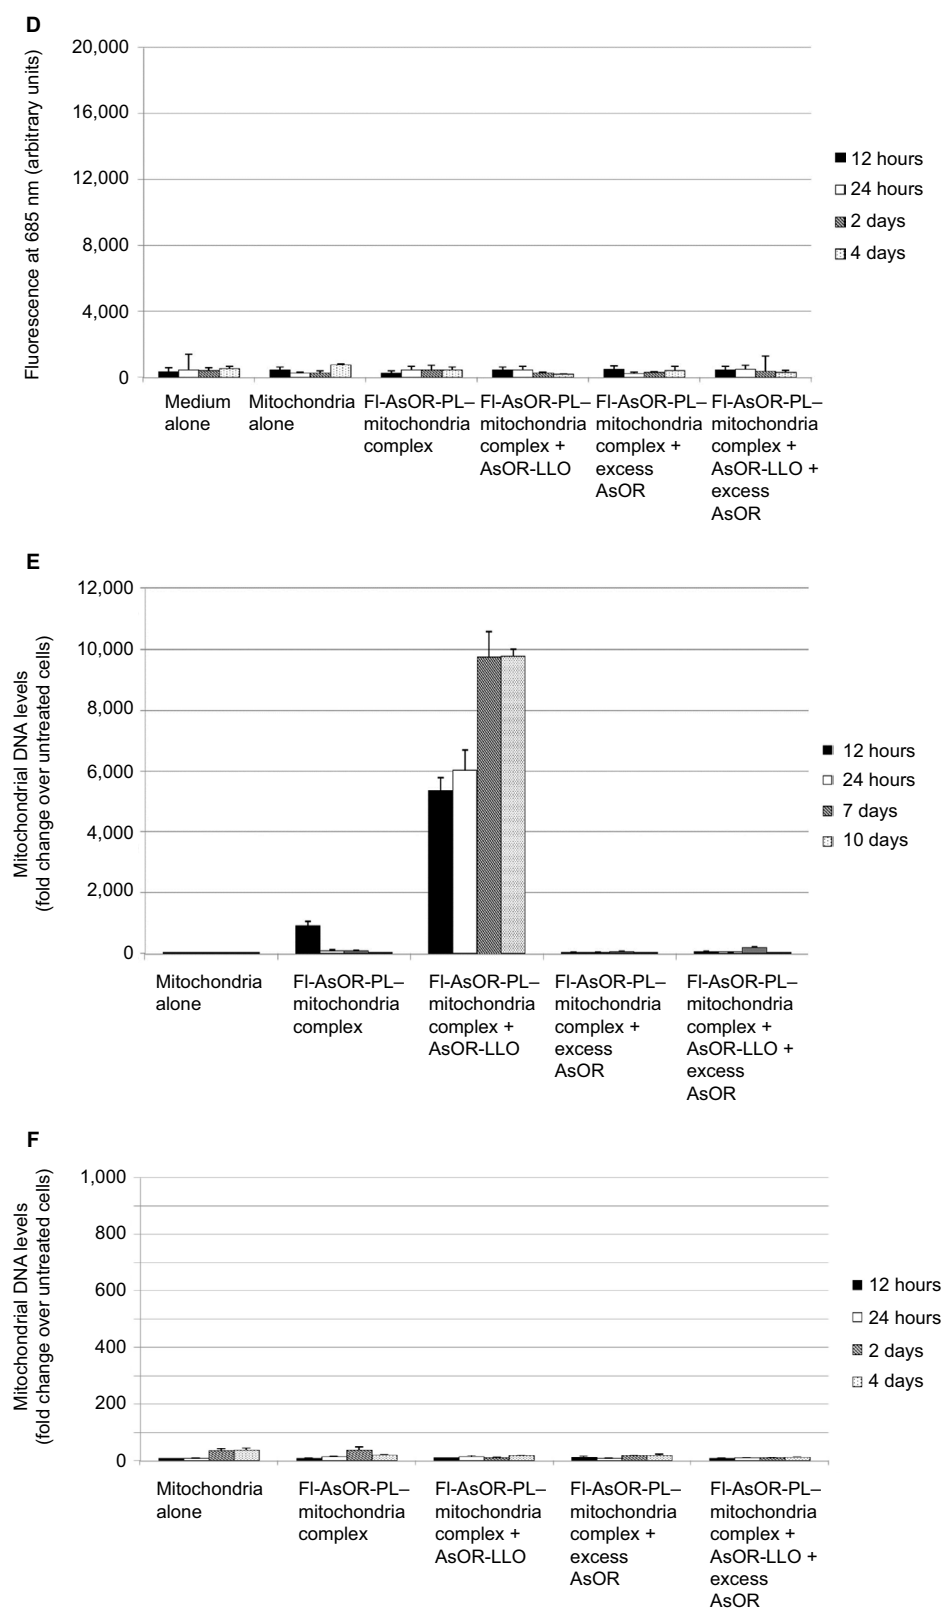 D
Fluorescence at 685 nm (arbitrary units)
20,000
16,000
12,000
8,000
4,000
0
12 hours
24 hours
2 days
4 days
Medium
alone
Mitochondria
alone
Fl-AsOR-PL–
mitochondria
complex
Fl-AsOR-PL–
mitochondria
complex +
AsOR-LLO
Fl-AsOR-PL–
mitochondria
complex +
excess
AsOR
Fl-AsOR-PL–
mitochondria
complex +
AsOR-LLO +
excess
AsOR
E
Mitochondrial DNA levels
(fold change over untreated cells)
12,000
10,000
8,000
6,000
4,000
2,000
0
12 hours
24 hours
7 days
10 days
Mitochondria
alone
Fl-AsOR-PL–
mitochondria
complex
Fl-AsOR-PL–
mitochondria
complex +
AsOR-LLO
Fl-AsOR-PL–
mitochondria
complex +
excess
AsOR
Fl-AsOR-PL–
mitochondria
complex +
AsOR-LLO +
excess
AsOR
F
Mitochondrial DNA levels
(fold change over untreated cells)
1,000
800
600
400
200
0
12 hours
24 hours
2 days
4 days
Mitochondria
alone
Fl-AsOR-PL–
mitochondria
complex
Fl-AsOR-PL–
mitochondria
complex +
AsOR-LLO
Fl-AsOR-PL–
mitochondria
complex +
excess
AsOR
Fl-AsOR-PL–
mitochondria
complex +
AsOR-LLO +
excess
AsOR